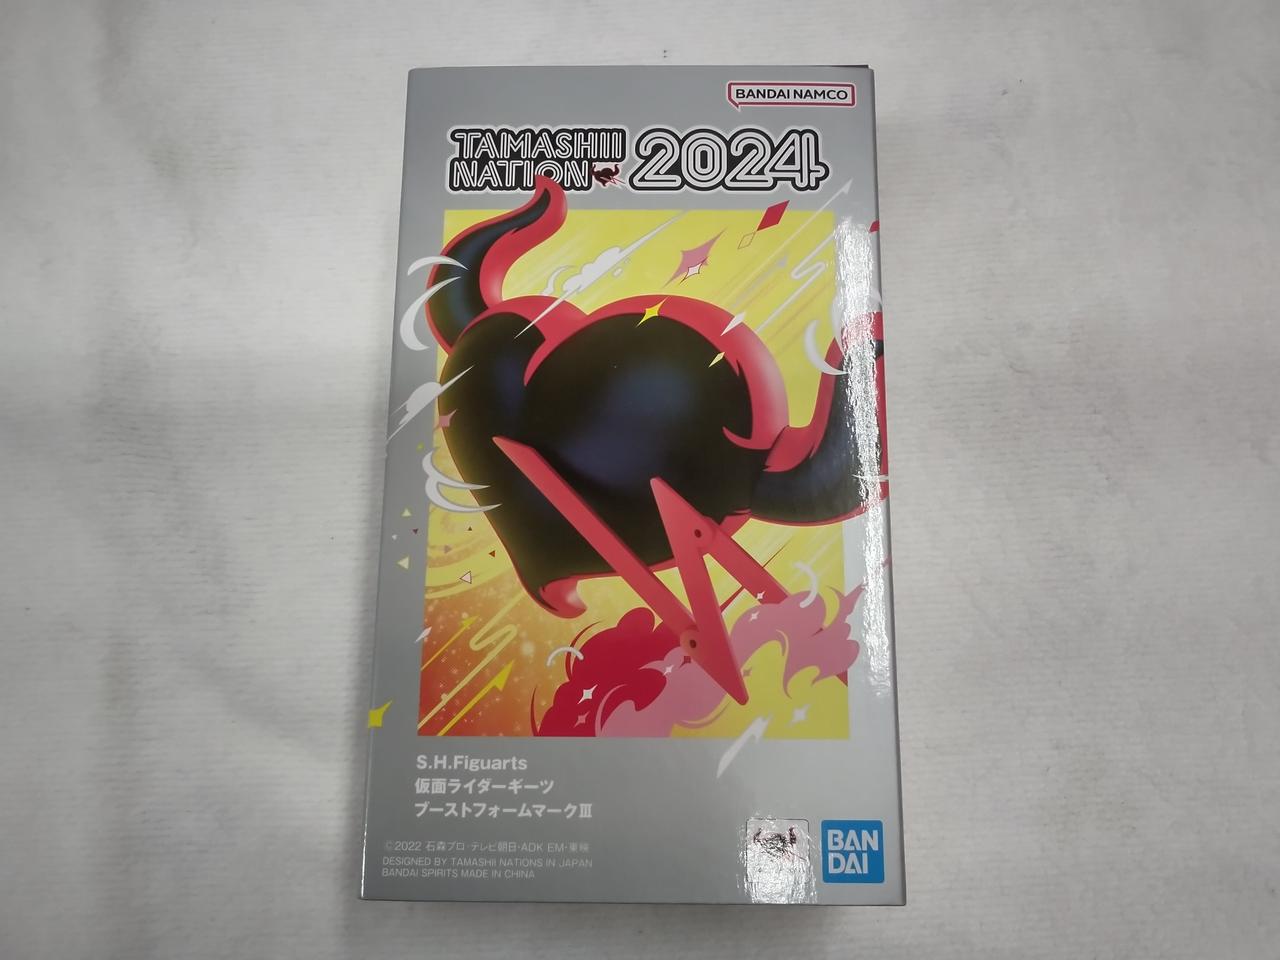 BANDAI NAMCO
TAMASHII
NATION 2024
S.H.Figuarts
仮面ライダーギーツ
ブーストフォームマークⅢ
©2022 石森プロ・テレビ朝日・ADK EM・東映
DESIGNED BY TAMASHII NATIONS IN JAPAN
BANDAI SPIRITS MADE IN CHINA
BAN
DAI